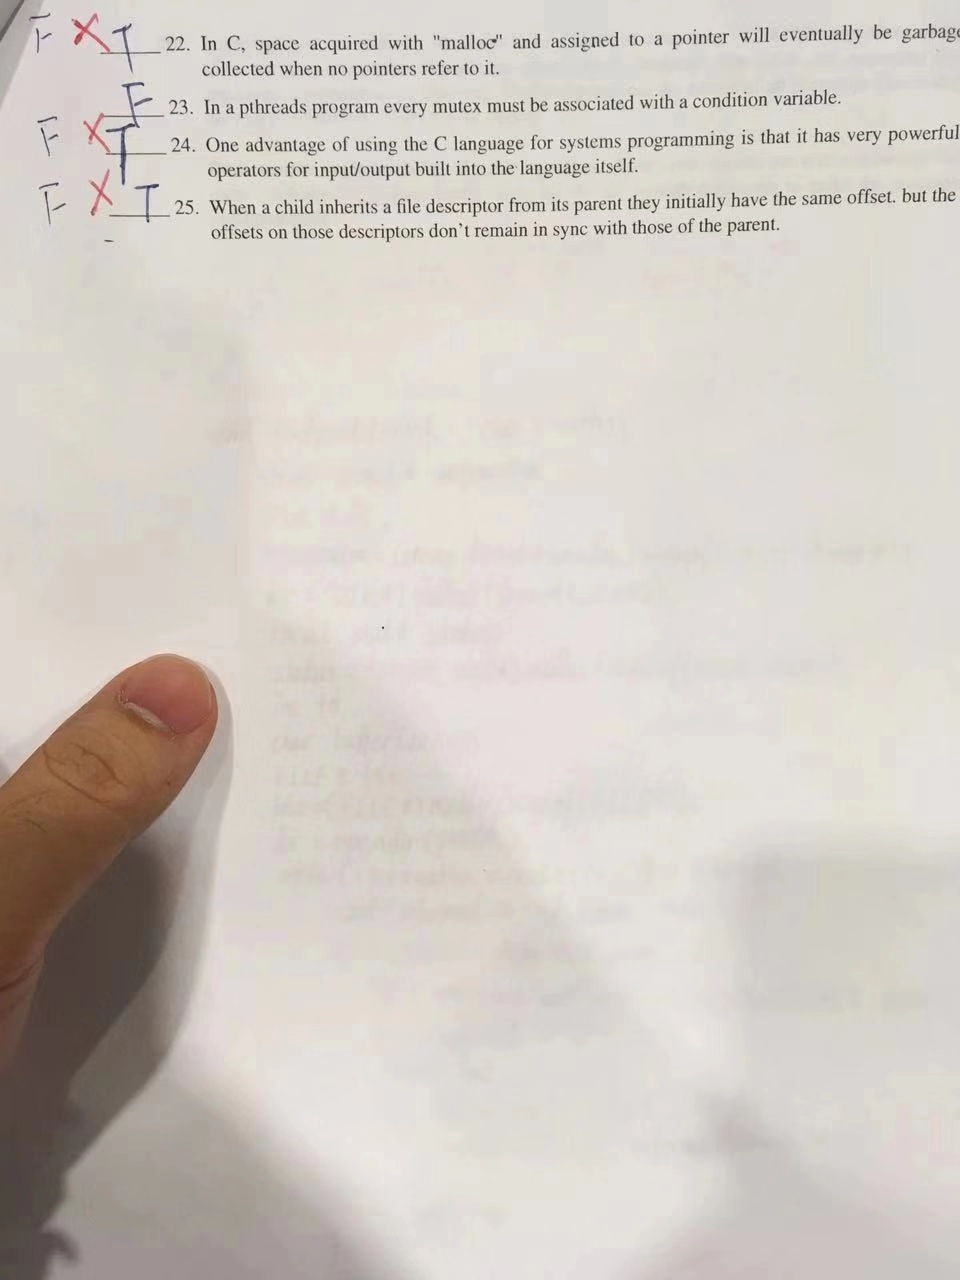 F X T 22. In C, space acquired with "malloc" and assigned to a pointer will eventually be garbage
collected when no pointers refer to it.
F 23. In a pthreads program every mutex must be associated with a condition variable.
F X T 24. One advantage of using the C language for systems programming is that it has very powerful
operators for input/output built into the language itself.
F X T 25. When a child inherits a file descriptor from its parent they initially have the same offset. but the
offsets on those descriptors don't remain in sync with those of the parent.